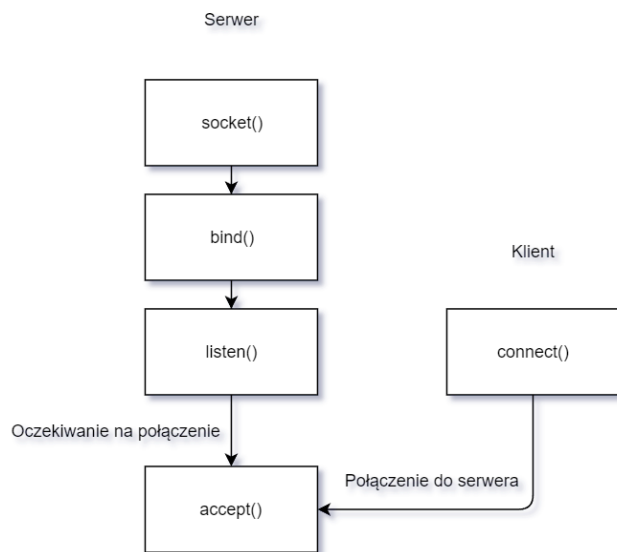 Serwer
socket()
bind()
Klient
listen()
connect()
Oczekiwanie na połączenie
Połączenie do serwera
accept()